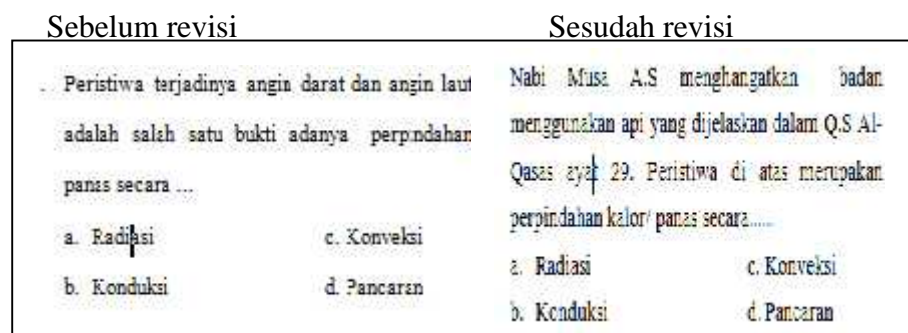 Sebelum revisi
. Peristiwa terjadinya angin darat dan angin laut
adalah salah satu bukti adanya perpindahan
panas secara ...
a. Radiasi c. Konveksi
b. Konduksi d. Pancaran
Sesudah revisi
Nabi Musa A.S menghangatkan badan
menggunakan api yang dijelaskan dalam Q.S Al-
Qasas ayat 29. Peristiwa di atas merupakan
perpindahan kalor/ panas secara......
a. Radiasi c. Konveksi
b. Konduksi d. Pancaran